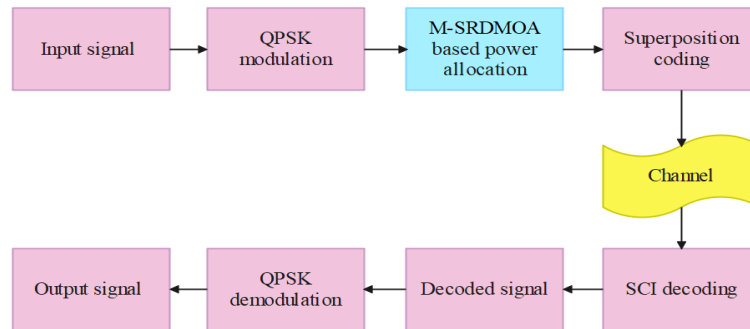 Input signal
QPSK
modulation
M-SRDMOA
based power
allocation
Superposition
coding
Channel
Output signal
QPSK
demodulation
Decoded signal
SCI decoding